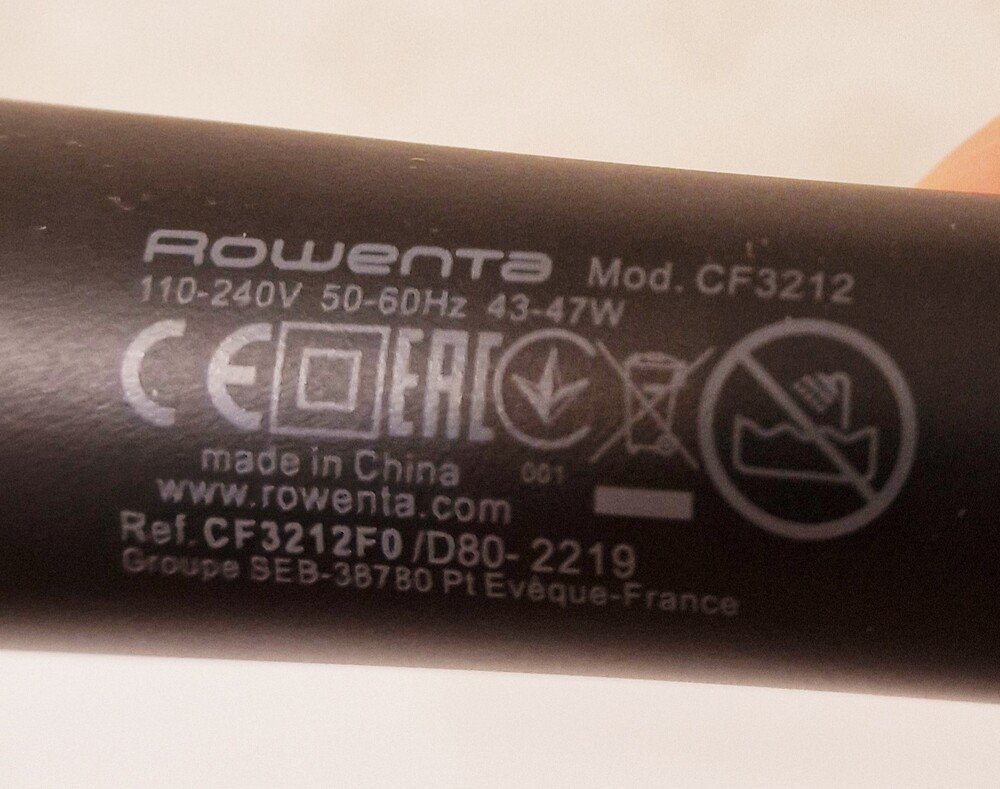 Rowenta Mod. CF3212
110-240V 50-60Hz 43-47W
CE EAC
made in China 001
www.rowenta.com
Ref.CF3212F0 /D80- 2219
Groupe SEB-38780 Pt Evêque-France